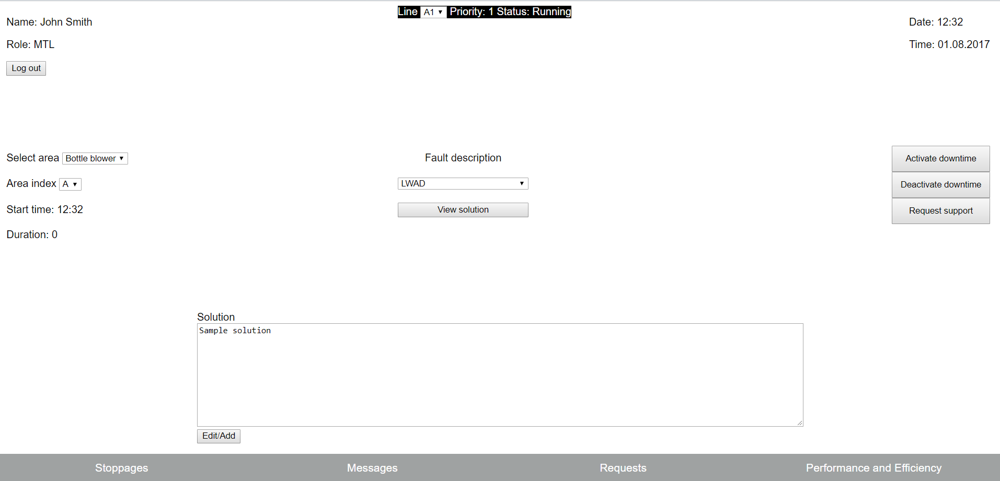 Line A1 Priority: 1 Status: Running
Name: John Smith
Date: 12:32
Role: MTL
Time: 01.08.2017
Log out
Select area Bottle blower
Fault description
Activate downtime
Area index A
LWAD
Deactivate downtime
Start time: 12:32
View solution
Request support
Duration: 0
Solution
Sample solution
Edit/Add
Stoppages
Messages
Requests
Performance and Efficiency